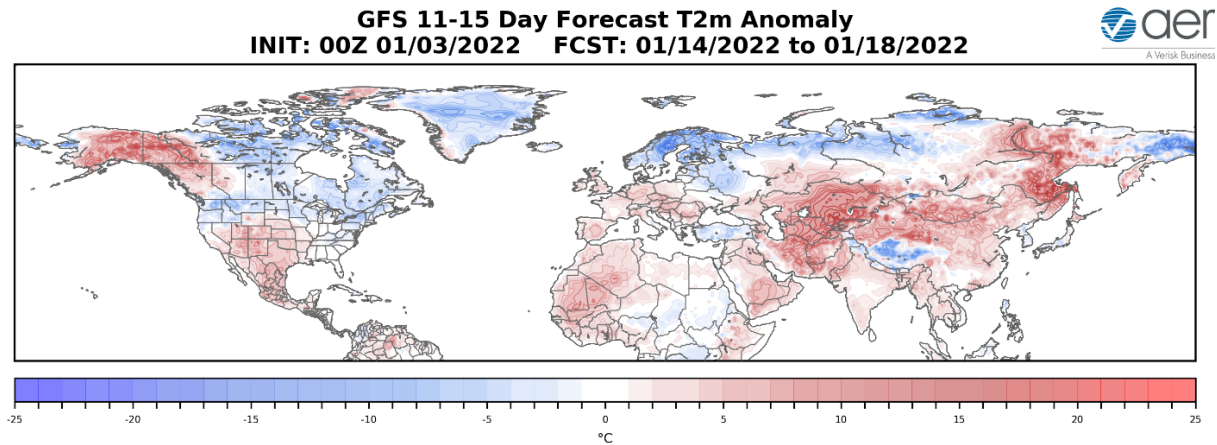 GFS 11-15 Day Forecast T2m Anomaly
INIT: 00Z 01/03/2022 FCST: 01/14/2022 to 01/18/2022
aer
A Verisk Business
-25 -20 -15 -10 -5 0 5 10 15 20 25
°C